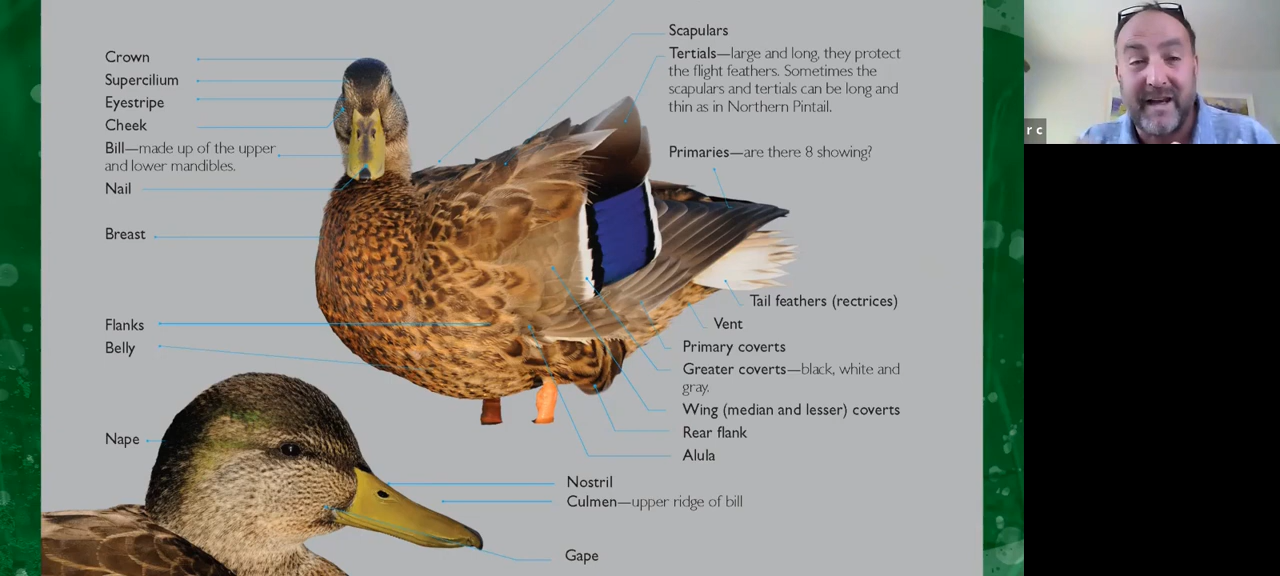 Crown
Supercilium
Eyestripe
Cheek
Bill—made up of the upper
and lower mandibles.
Nail
Breast
Flanks
Belly
Nape
Scapulars
Tertials—large and long, they protect
the flight feathers. Sometimes the
scapulars and tertials can be long and
thin as in Northern Pintail.
Primaries—are there 8 showing?
Tail feathers (rectrices)
Vent
Primary coverts
Greater coverts—black, white and
gray.
Wing (median and lesser) coverts
Rear flank
Alula
Nostril
Culmen—upper ridge of bill
Gape
r c